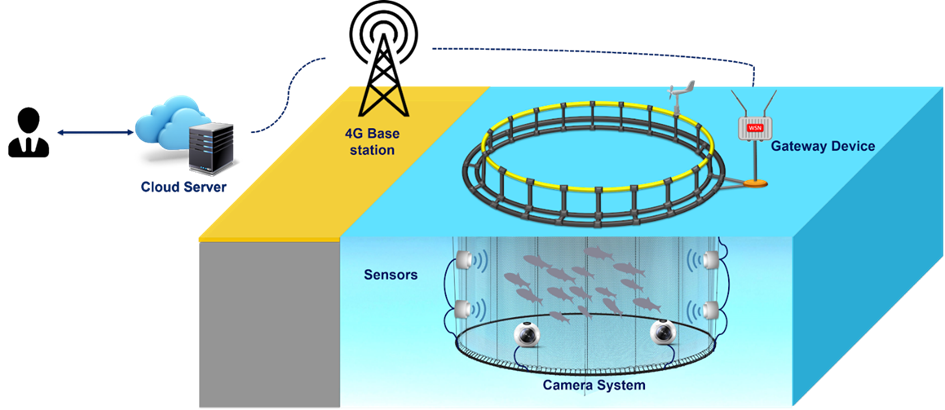 4G Base
station
WSN
Gateway Device
Cloud Server
Sensors
Camera System